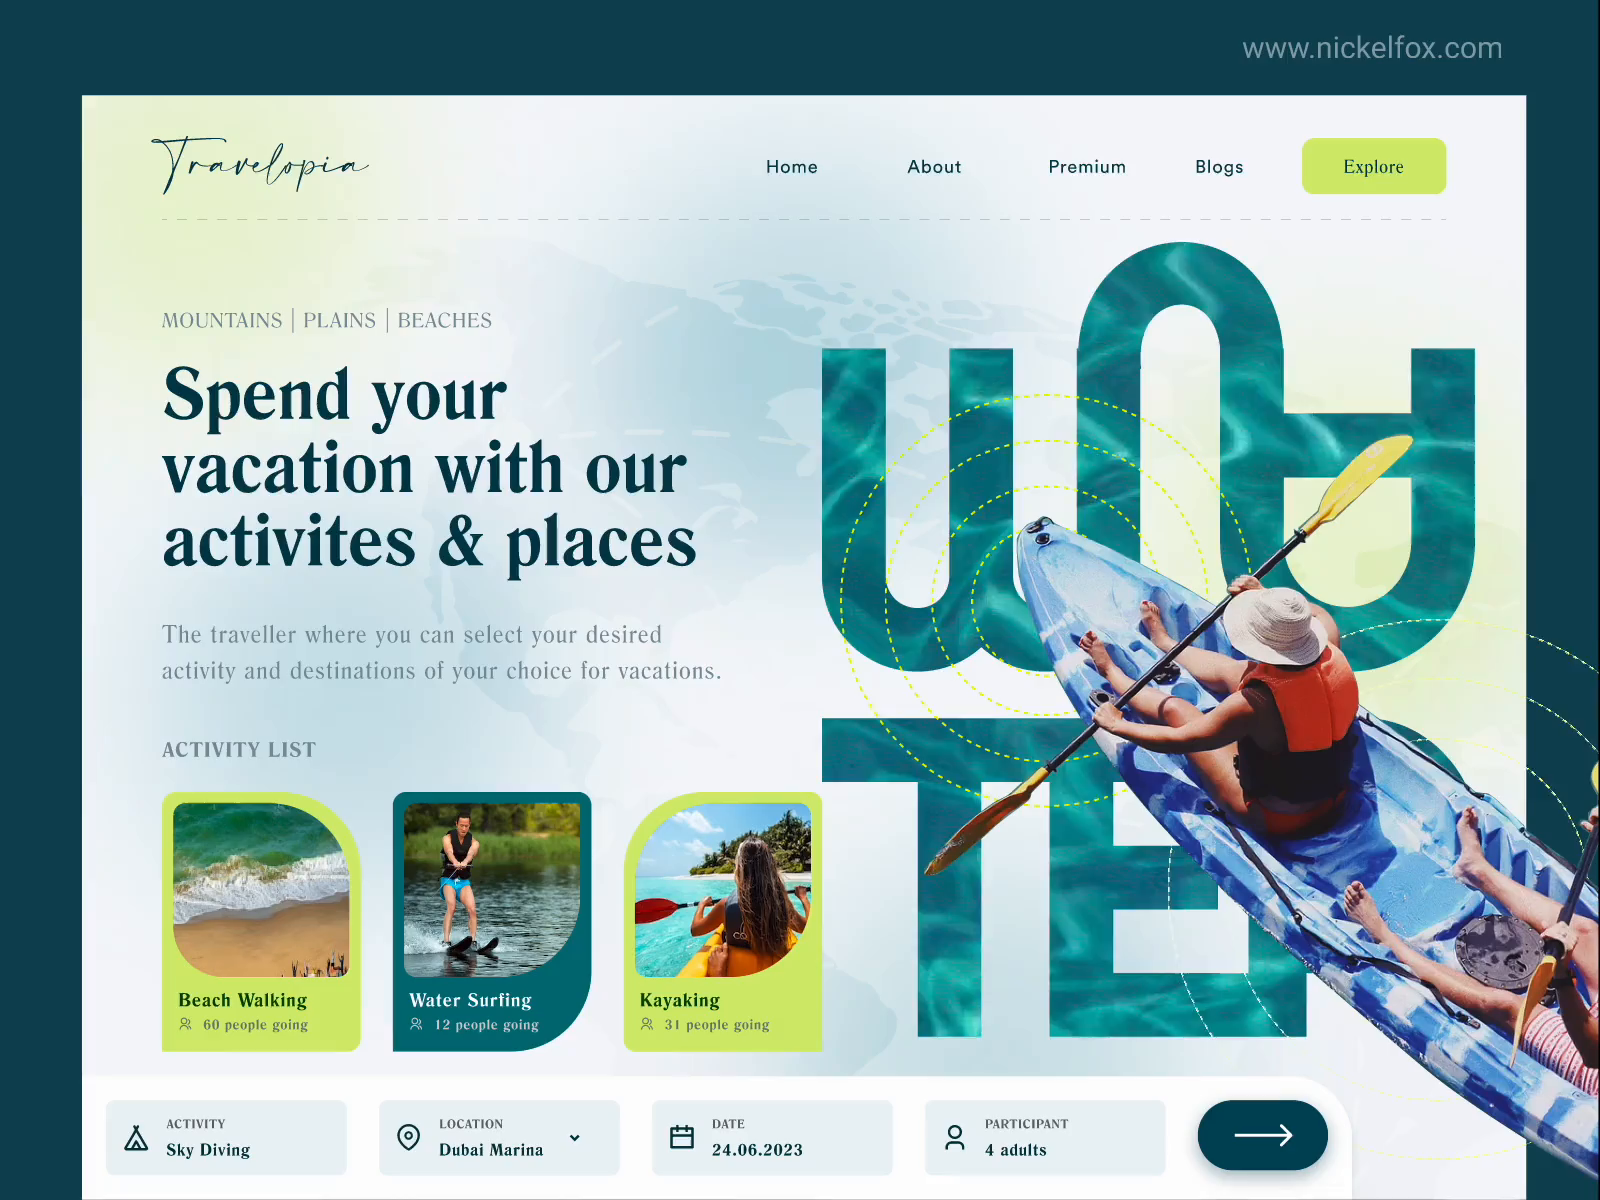 www.nickelfox.com
Travelopia
Home
About
Premium
Blogs
Explore
MOUNTAINS | PLAINS | BEACHES
Spend your
vacation with our
activites & places
The traveller where you can select your desired
activity and destinations of your choice for vacations.
ACTIVITY LIST
Beach Walking
60 people going
Water Surfing
12 people going
Kayaking
31 people going
ACTIVITY
Sky Diving
LOCATION
Dubai Marina
DATE
24.06.2023
PARTICIPANT
4 adults